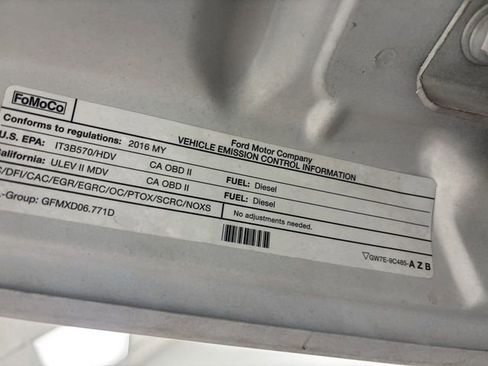 FoMoCo
Ford Motor Company
VEHICLE EMISSION CONTROL INFORMATION
Conforms to regulations: 2016 MY
U.S. EPA: IT3B570/HDV CA OBD II FUEL: Diesel
California: ULEV II MDV CA OBD II FUEL: Diesel
/DFI/CAC/EGR/EGRC/OC/PTOX/SCRC/NOXS No adjustments needed.
-Group: GFMXD06.771D
GW7E-9C485-AZB